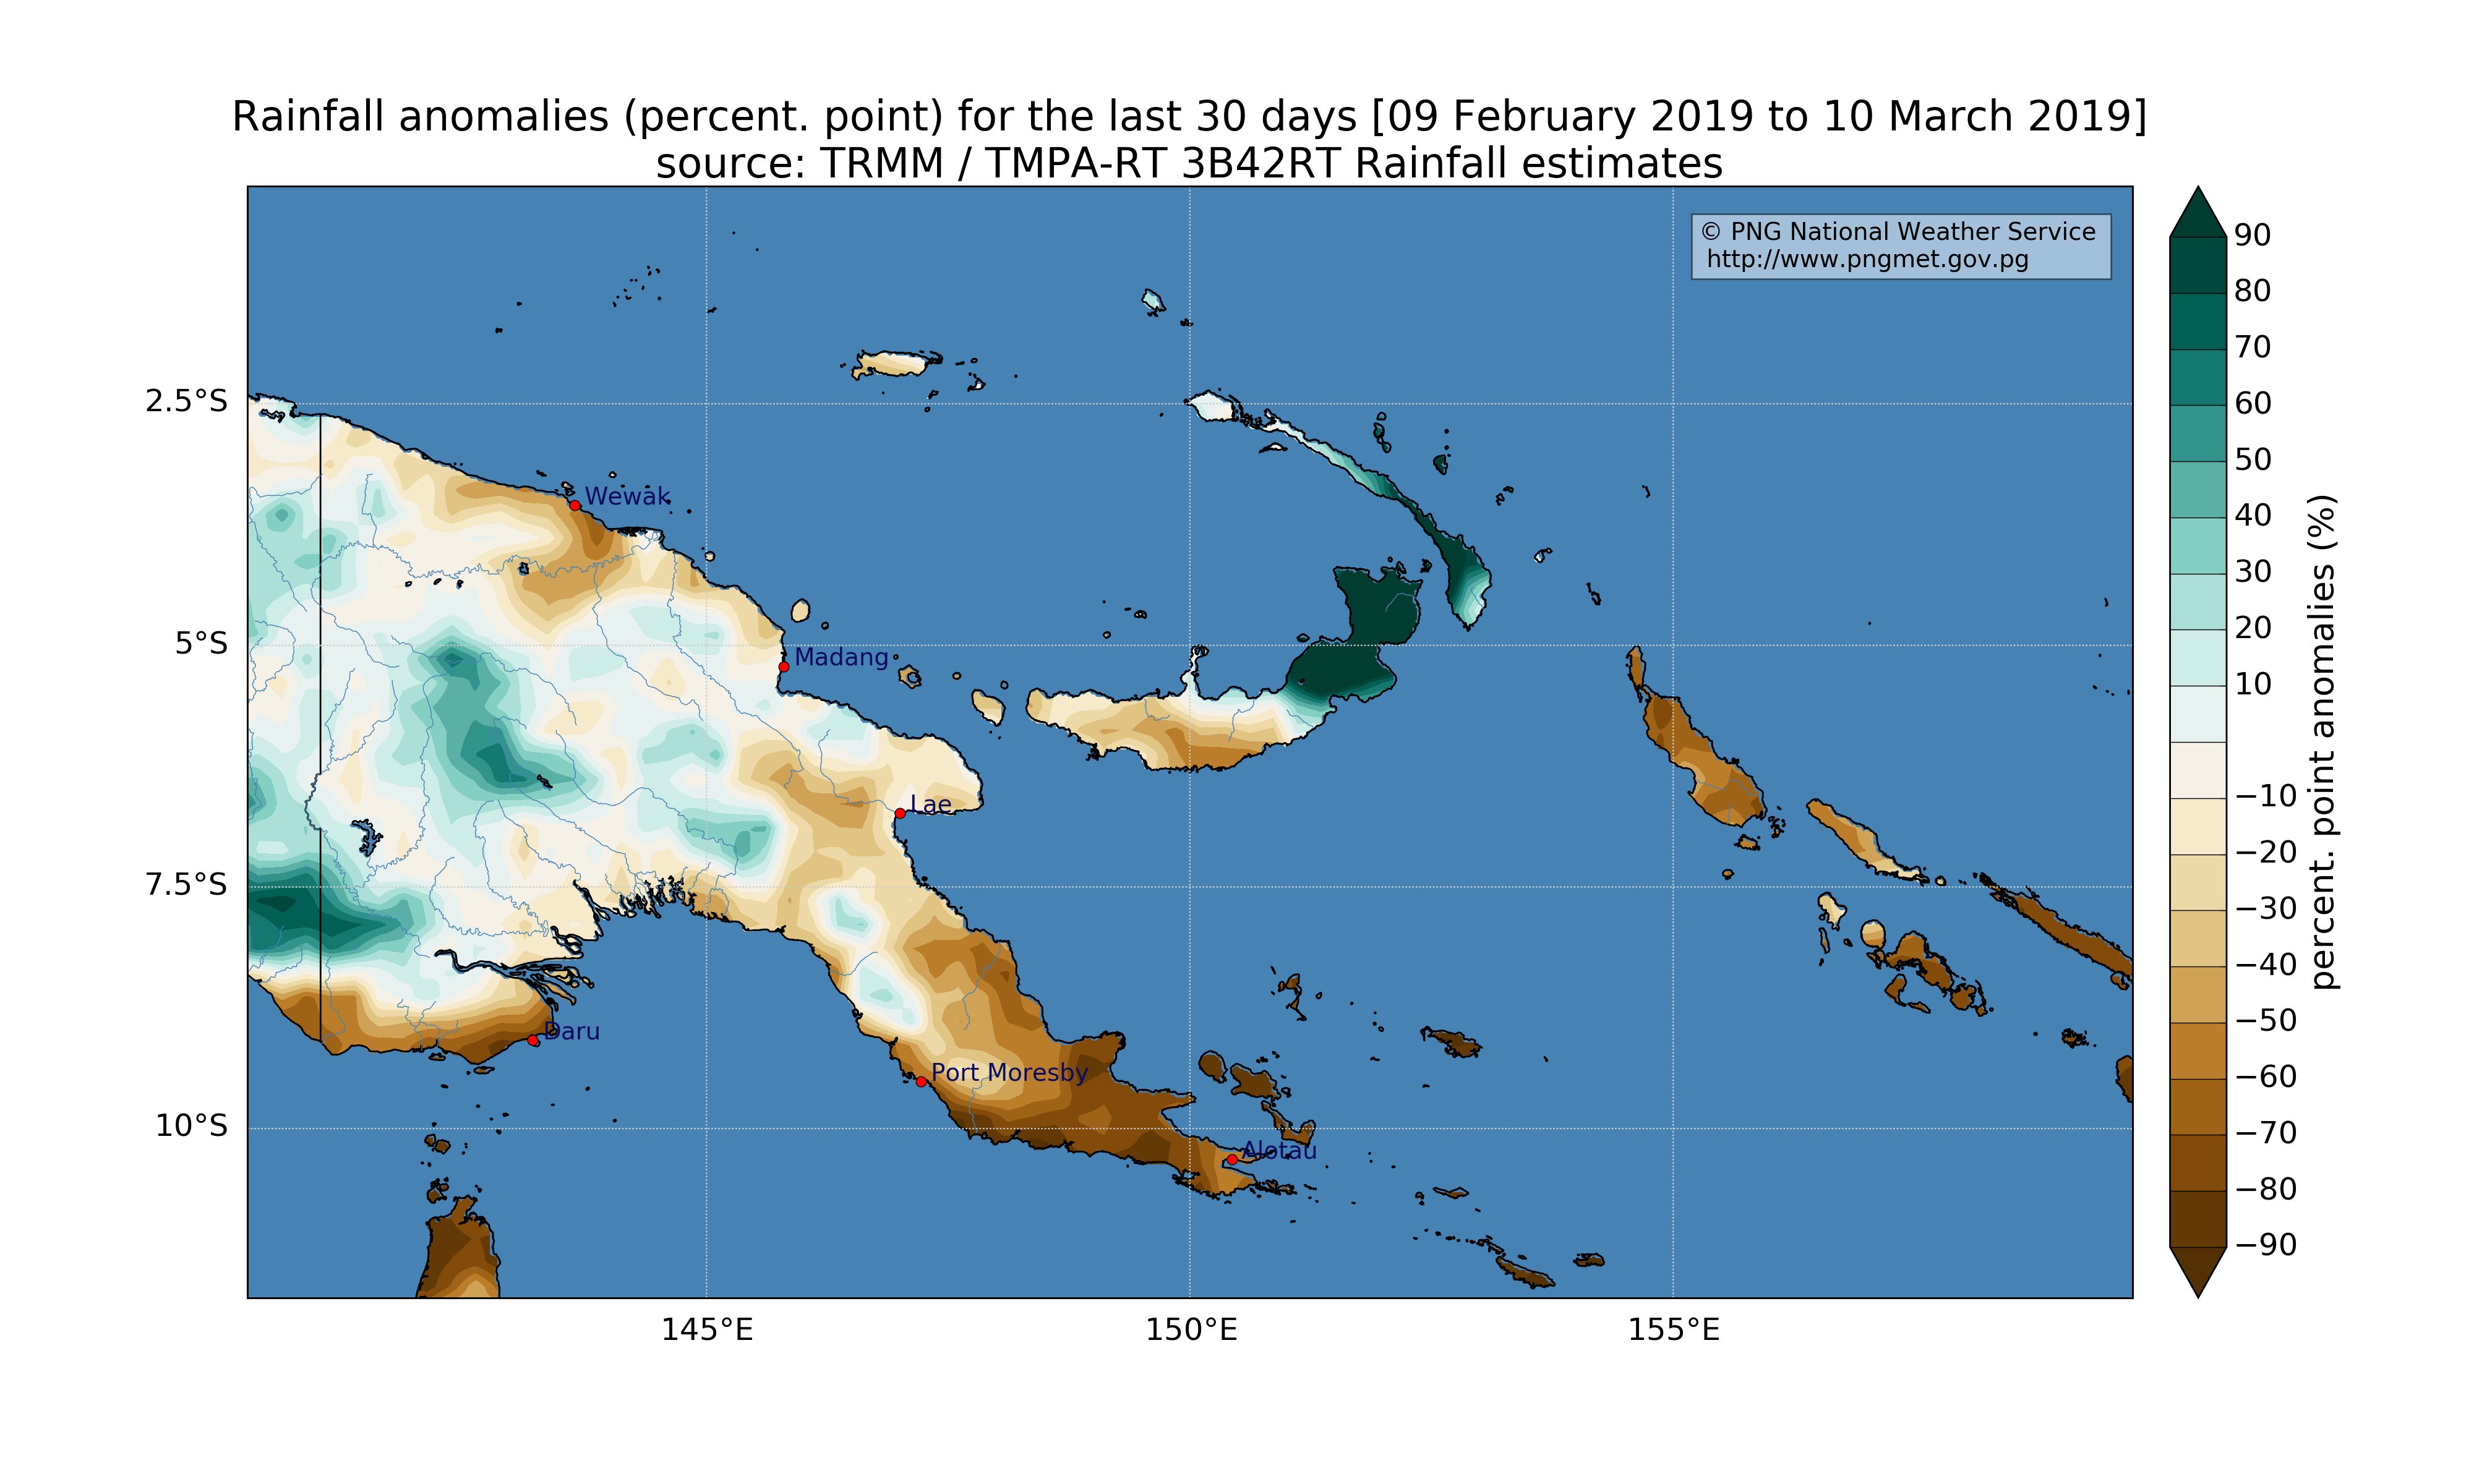 Rainfall anomalies (percent. point) for the last 30 days [09 February 2019 to 10 March 2019]
source: TRMM / TMPA-RT 3B42RT Rainfall estimates
© PNG National Weather Service
http://www.pngmet.gov.pg
2.5°S
5°S
7.5°S
10°S
Wewak
Madang
Lae
Daru
Port Moresby
Alotau
145°E
150°E
155°E
90
80
70
60
50
40
30
20
10
−10
−20
−30
−40
−50
−60
−70
−80
−90
percent. point anomalies (%)